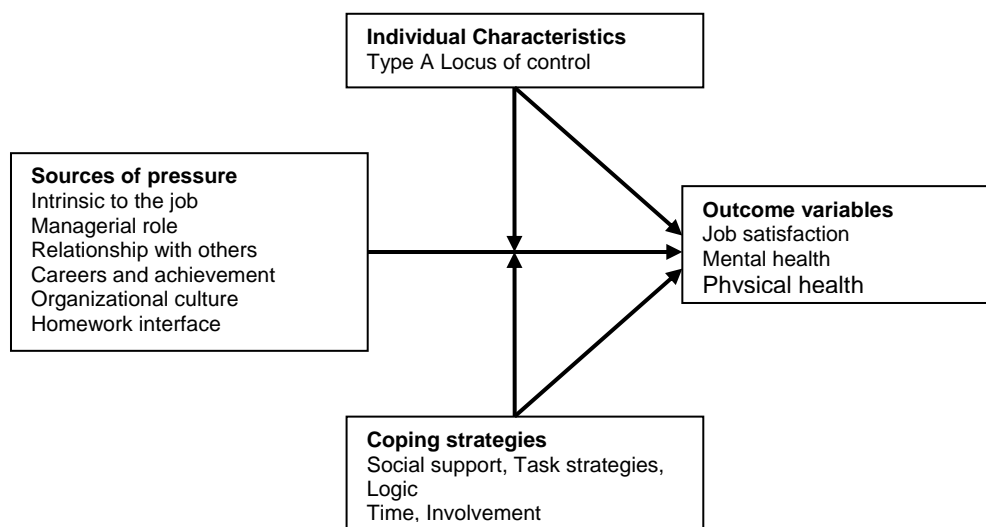 Individual Characteristics
Type A Locus of control
Sources of pressure
Intrinsic to the job
Managerial role
Relationship with others
Careers and achievement
Organizational culture
Homework interface
Outcome variables
Job satisfaction
Mental health
Physical health
Coping strategies
Social support, Task strategies,
Logic
Time, Involvement